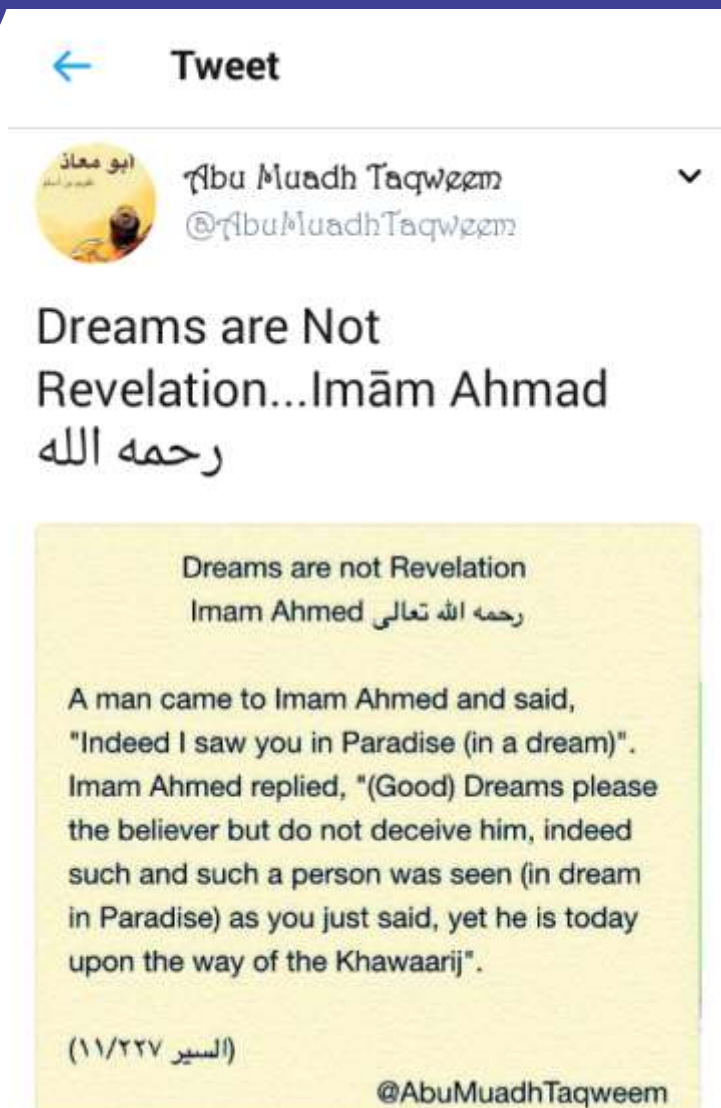 Tweet
ابو معاذ
Abu Muadh Taqweem
@AbuMuadhTaqweem
Dreams are Not
Revelation...Imām Ahmad
رحمه الله
Dreams are not Revelation
Imam Ahmed رحمه الله تعالى
A man came to Imam Ahmed and said,
"Indeed I saw you in Paradise (in a dream)".
Imam Ahmed replied, "(Good) Dreams please
the believer but do not deceive him, indeed
such and such a person was seen (in dream
in Paradise) as you just said, yet he is today
upon the way of the Khawaarij".
(السير ١١/٢٢٧)
@AbuMuadhTaqweem